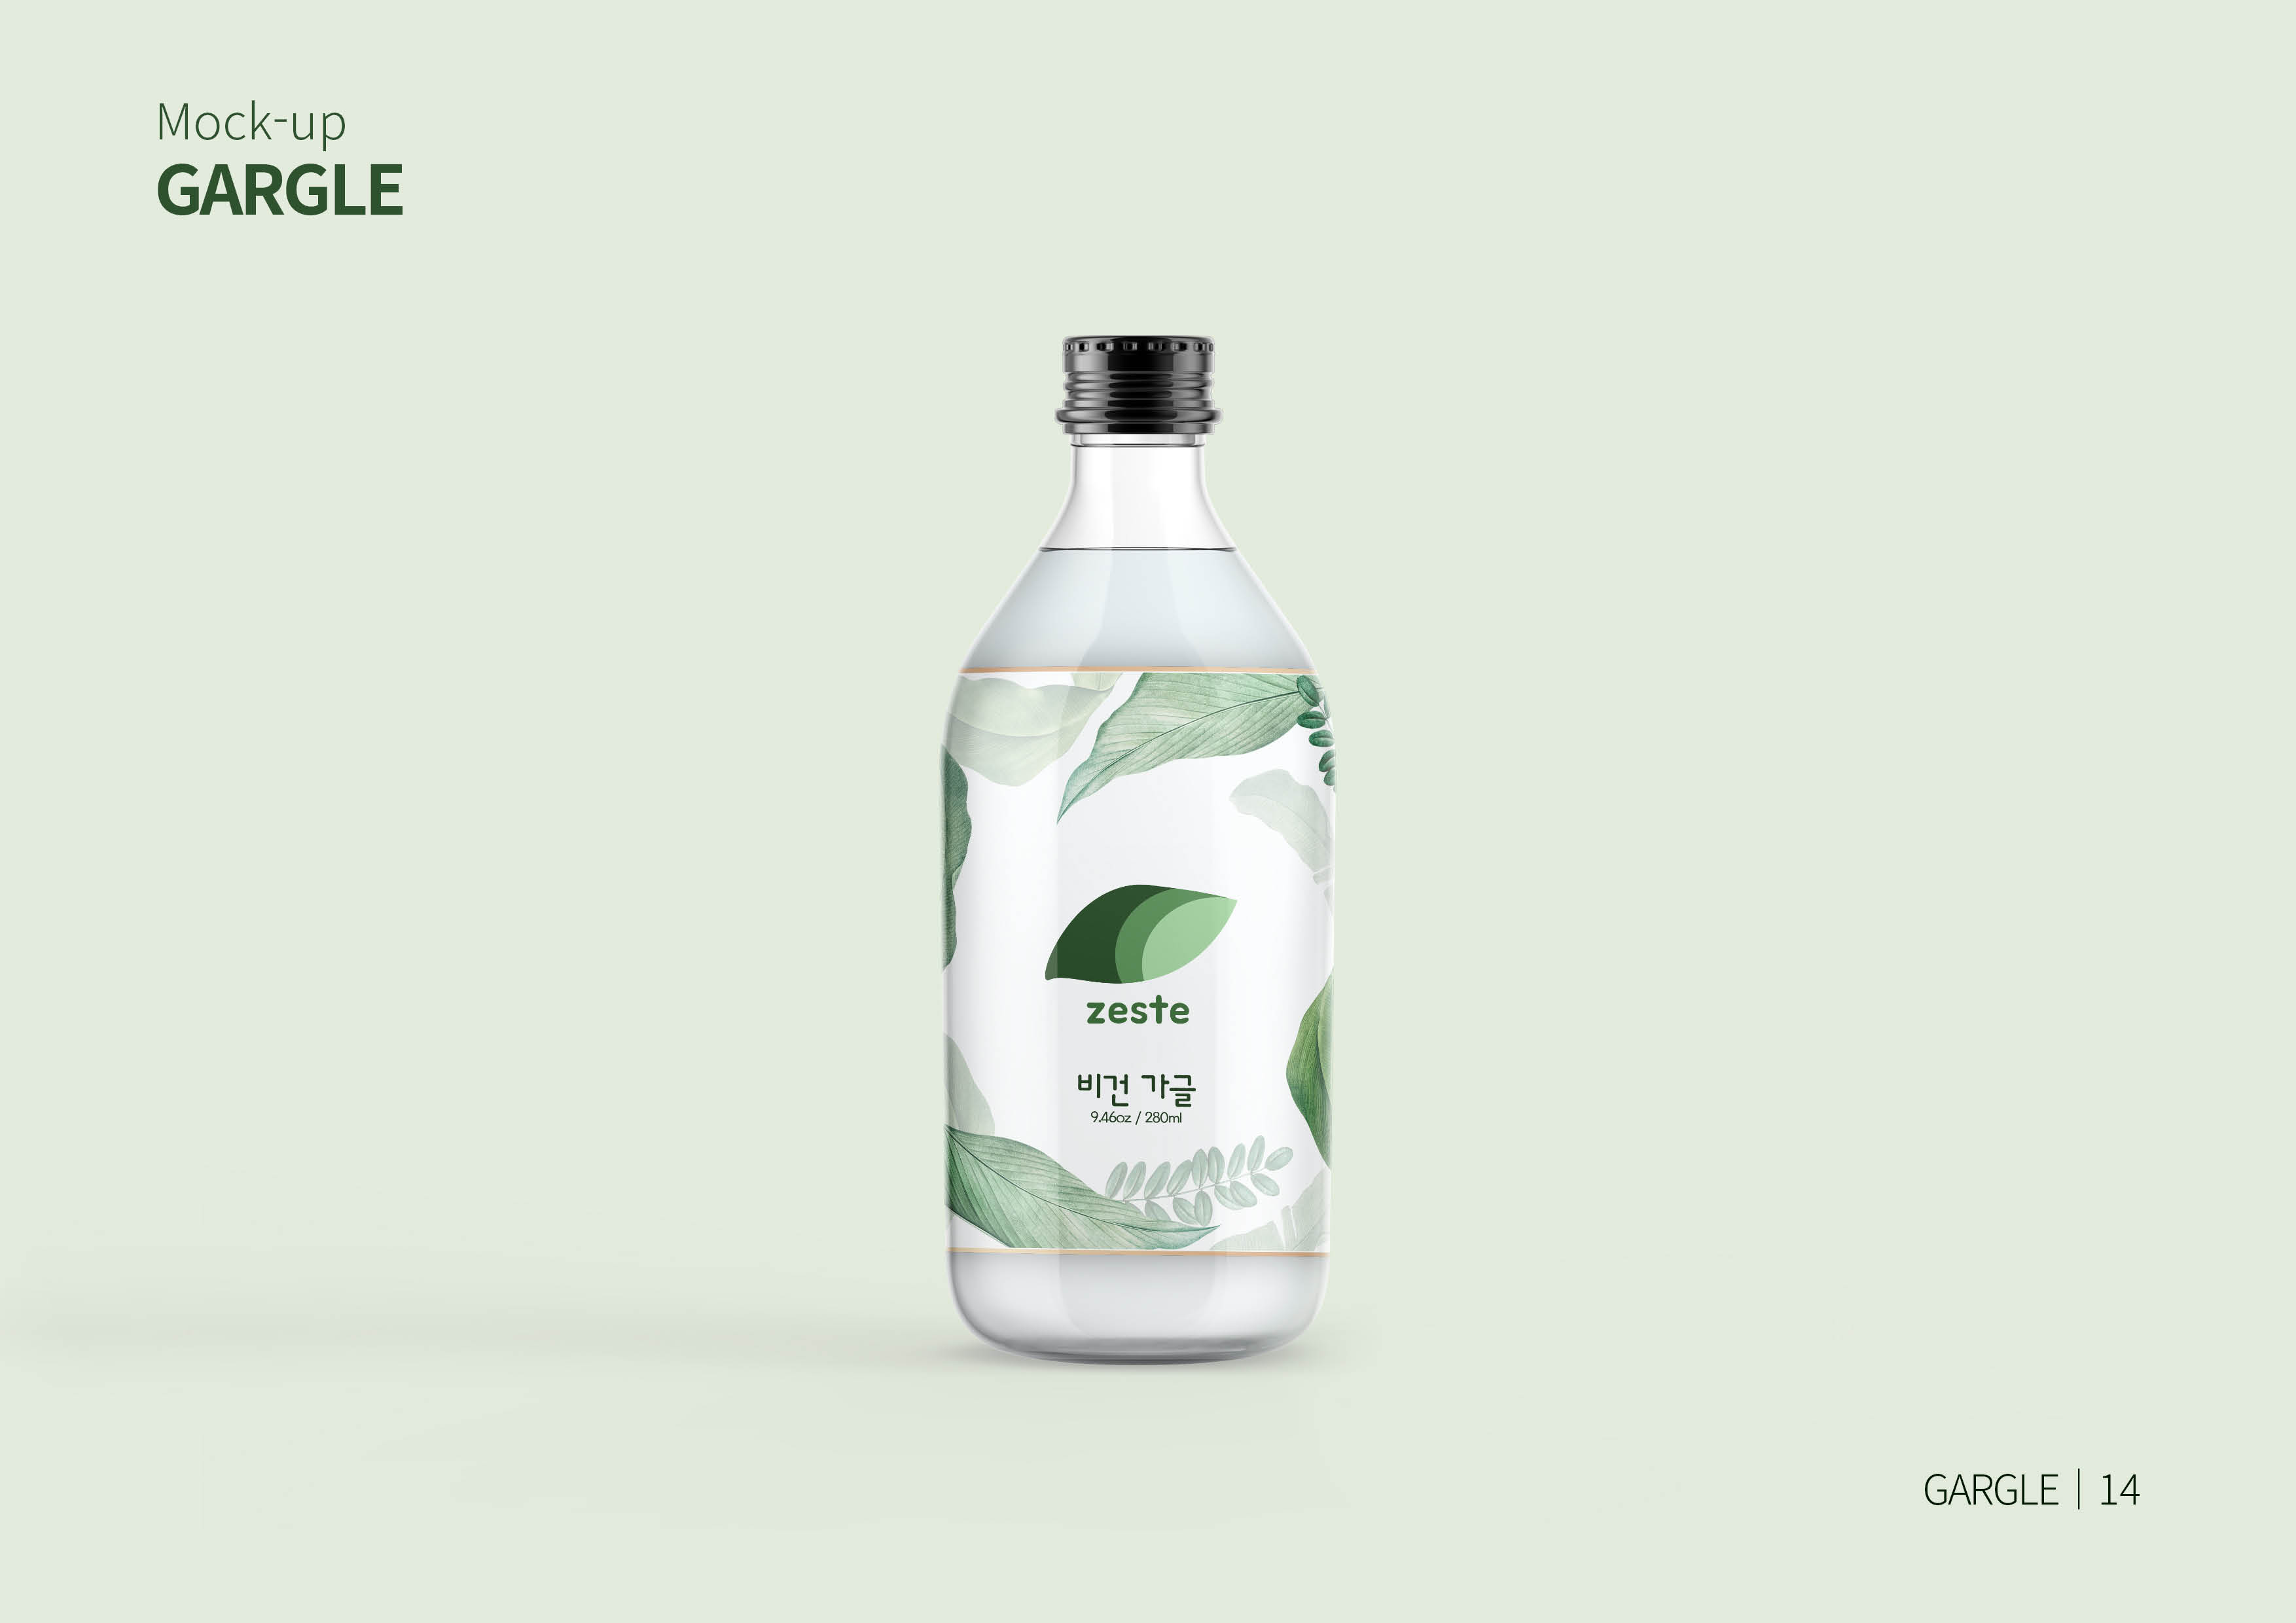 Mock-up
GARGLE
zeste
비건 가글
9.46oz / 280ml
GARGLE | 14